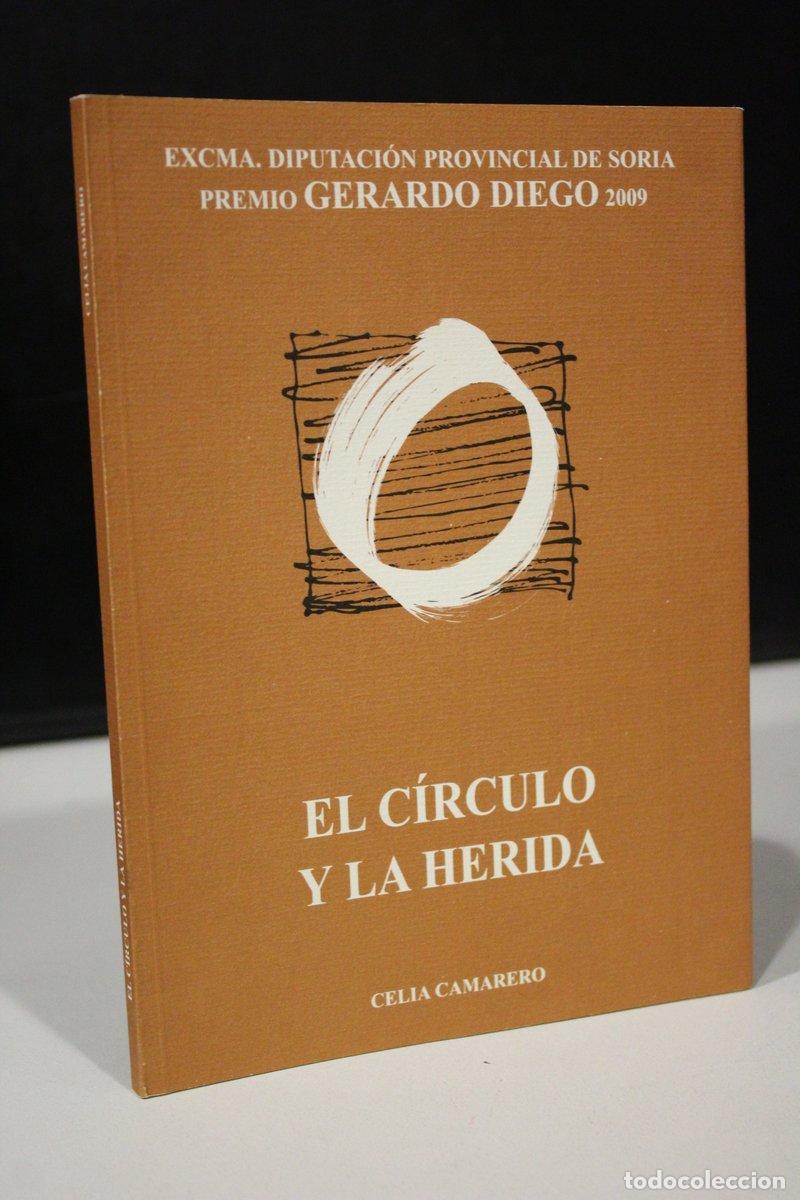 EXCMA. DIPUTACIÓN PROVINCIAL DE SORIA
PREMIO GERARDO DIEGO 2009
EL CÍRCULO
Y LA HERIDA
CELIA CAMARERO
CELIA CAMARERO
EL CÍRCULO Y LA HERIDA
todocoleccion